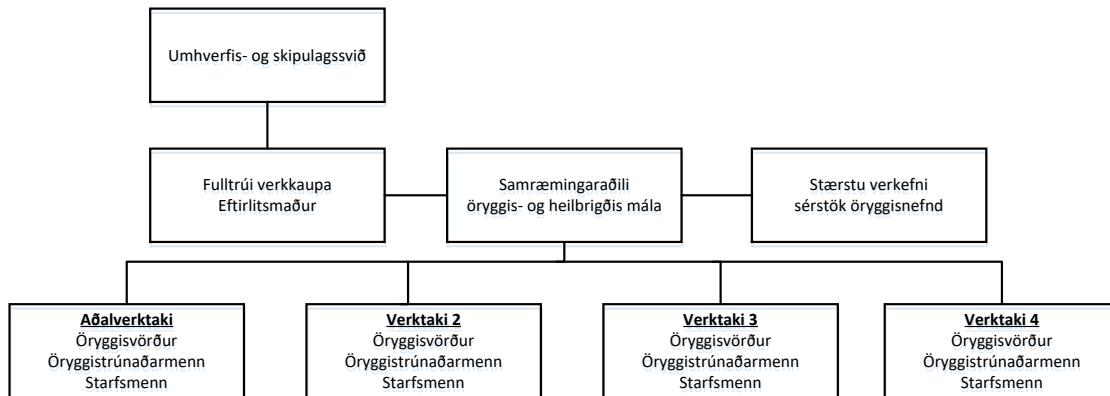 Umhverfis- og skipulagssvið
Fulltrúi verkkaupa
Eftirlitsmaður
Samræmingaraðili
öryggis- og heilbrigðis mála
Stærstu verkefni
sérstök öryggisnefnd
Aðalverktaki
Öryggisvörður
Öryggistrúnaðarmenn
Starfsmenn
Verktaki 2
Öryggisvörður
Öryggistrúnaðarmenn
Starfsmenn
Verktaki 3
Öryggisvörður
Öryggistrúnaðarmenn
Starfsmenn
Verktaki 4
Öryggisvörður
Öryggistrúnaðarmenn
Starfsmenn